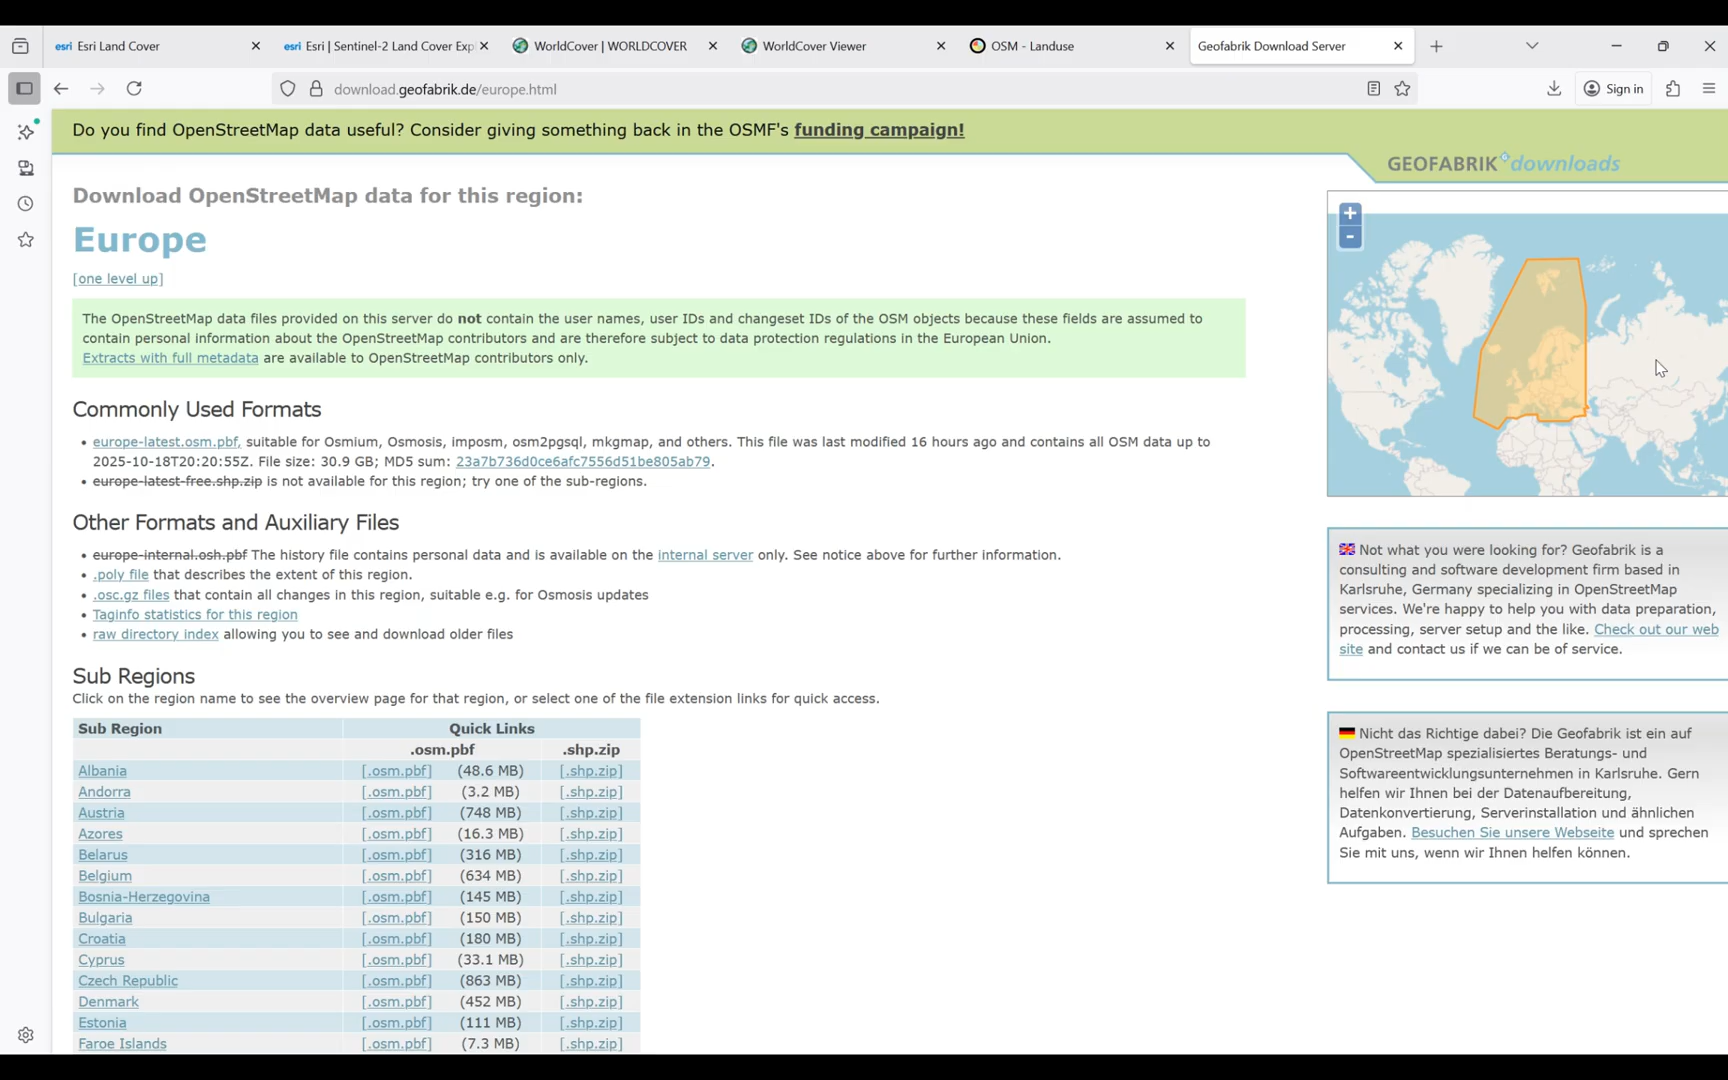 esri Esri Land Cover
esri Esri | Sentinel-2 Land Cover Exp
WorldCover | WORLDCOVER
WorldCover Viewer
OSM - Landuse
Geofabrik Download Server
download.geofabrik.de/europe.html
Sign in
Do you find OpenStreetMap data useful? Consider giving something back in the OSMF's funding campaign!
GEOFABRIK downloads
Download OpenStreetMap data for this region:
Europe
[one level up]
The OpenStreetMap data files provided on this server do not contain the user names, user IDs and changeset IDs of the OSM objects because these fields are assumed to
contain personal information about the OpenStreetMap contributors and are therefore subject to data protection regulations in the European Union.
Extracts with full metadata are available to OpenStreetMap contributors only.
Commonly Used Formats
• europe-latest.osm.pbf, suitable for Osmium, Osmosis, imposm, osm2pgsql, mkgmap, and others. This file was last modified 16 hours ago and contains all OSM data up to
2025-10-18T20:20:55Z. File size: 30.9 GB; MD5 sum: 23a7b736d0ce6afc7556d51be805ab79.
• europe-latest-free.shp.zip is not available for this region; try one of the sub-regions.
Other Formats and Auxiliary Files
• europe-internal.osh.pbf The history file contains personal data and is available on the internal server only. See notice above for further information.
• .poly file that describes the extent of this region.
• .osc.gz files that contain all changes in this region, suitable e.g. for Osmosis updates
• Taginfo statistics for this region
• raw directory index allowing you to see and download older files
Sub Regions
Click on the region name to see the overview page for that region, or select one of the file extension links for quick access.
Sub Region Quick Links
.osm.pbf .shp.zip
Albania [.osm.pbf] (48.6 MB) [.shp.zip]
Andorra [.osm.pbf] (3.2 MB) [.shp.zip]
Austria [.osm.pbf] (748 MB) [.shp.zip]
Azores [.osm.pbf] (16.3 MB) [.shp.zip]
Belarus [.osm.pbf] (316 MB) [.shp.zip]
Belgium [.osm.pbf] (634 MB) [.shp.zip]
Bosnia-Herzegovina [.osm.pbf] (145 MB) [.shp.zip]
Bulgaria [.osm.pbf] (150 MB) [.shp.zip]
Croatia [.osm.pbf] (180 MB) [.shp.zip]
Cyprus [.osm.pbf] (33.1 MB) [.shp.zip]
Czech Republic [.osm.pbf] (863 MB) [.shp.zip]
Denmark [.osm.pbf] (452 MB) [.shp.zip]
Estonia [.osm.pbf] (111 MB) [.shp.zip]
Faroe Islands [.osm.pbf] (7.3 MB) [.shp.zip]
+
-
Not what you were looking for? Geofabrik is a
consulting and software development firm based in
Karlsruhe, Germany specializing in OpenStreetMap
services. We're happy to help you with data preparation,
processing, server setup and the like. Check out our web
site and contact us if we can be of service.
Nicht das Richtige dabei? Die Geofabrik ist ein auf
OpenStreetMap spezialisiertes Beratungs- und
Softwareentwicklungsunternehmen in Karlsruhe. Gern
helfen wir Ihnen bei der Datenaufbereitung,
Datenkonvertierung, Serverinstallation und ähnlichen
Aufgaben. Besuchen Sie unsere Webseite und sprechen
Sie mit uns, wenn wir Ihnen helfen können.